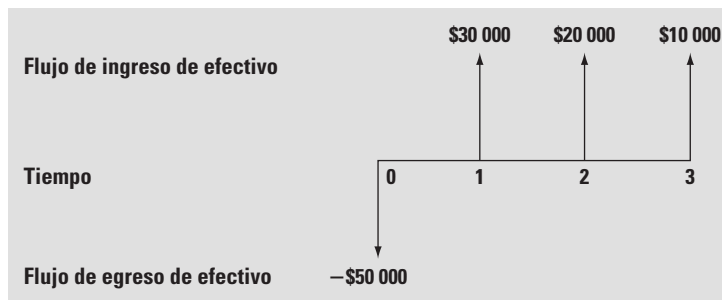 $30 000 $20 000 $10 000
Flujo de ingreso de efectivo
Tiempo 0 1 2 3
Flujo de egreso de efectivo −$50 000